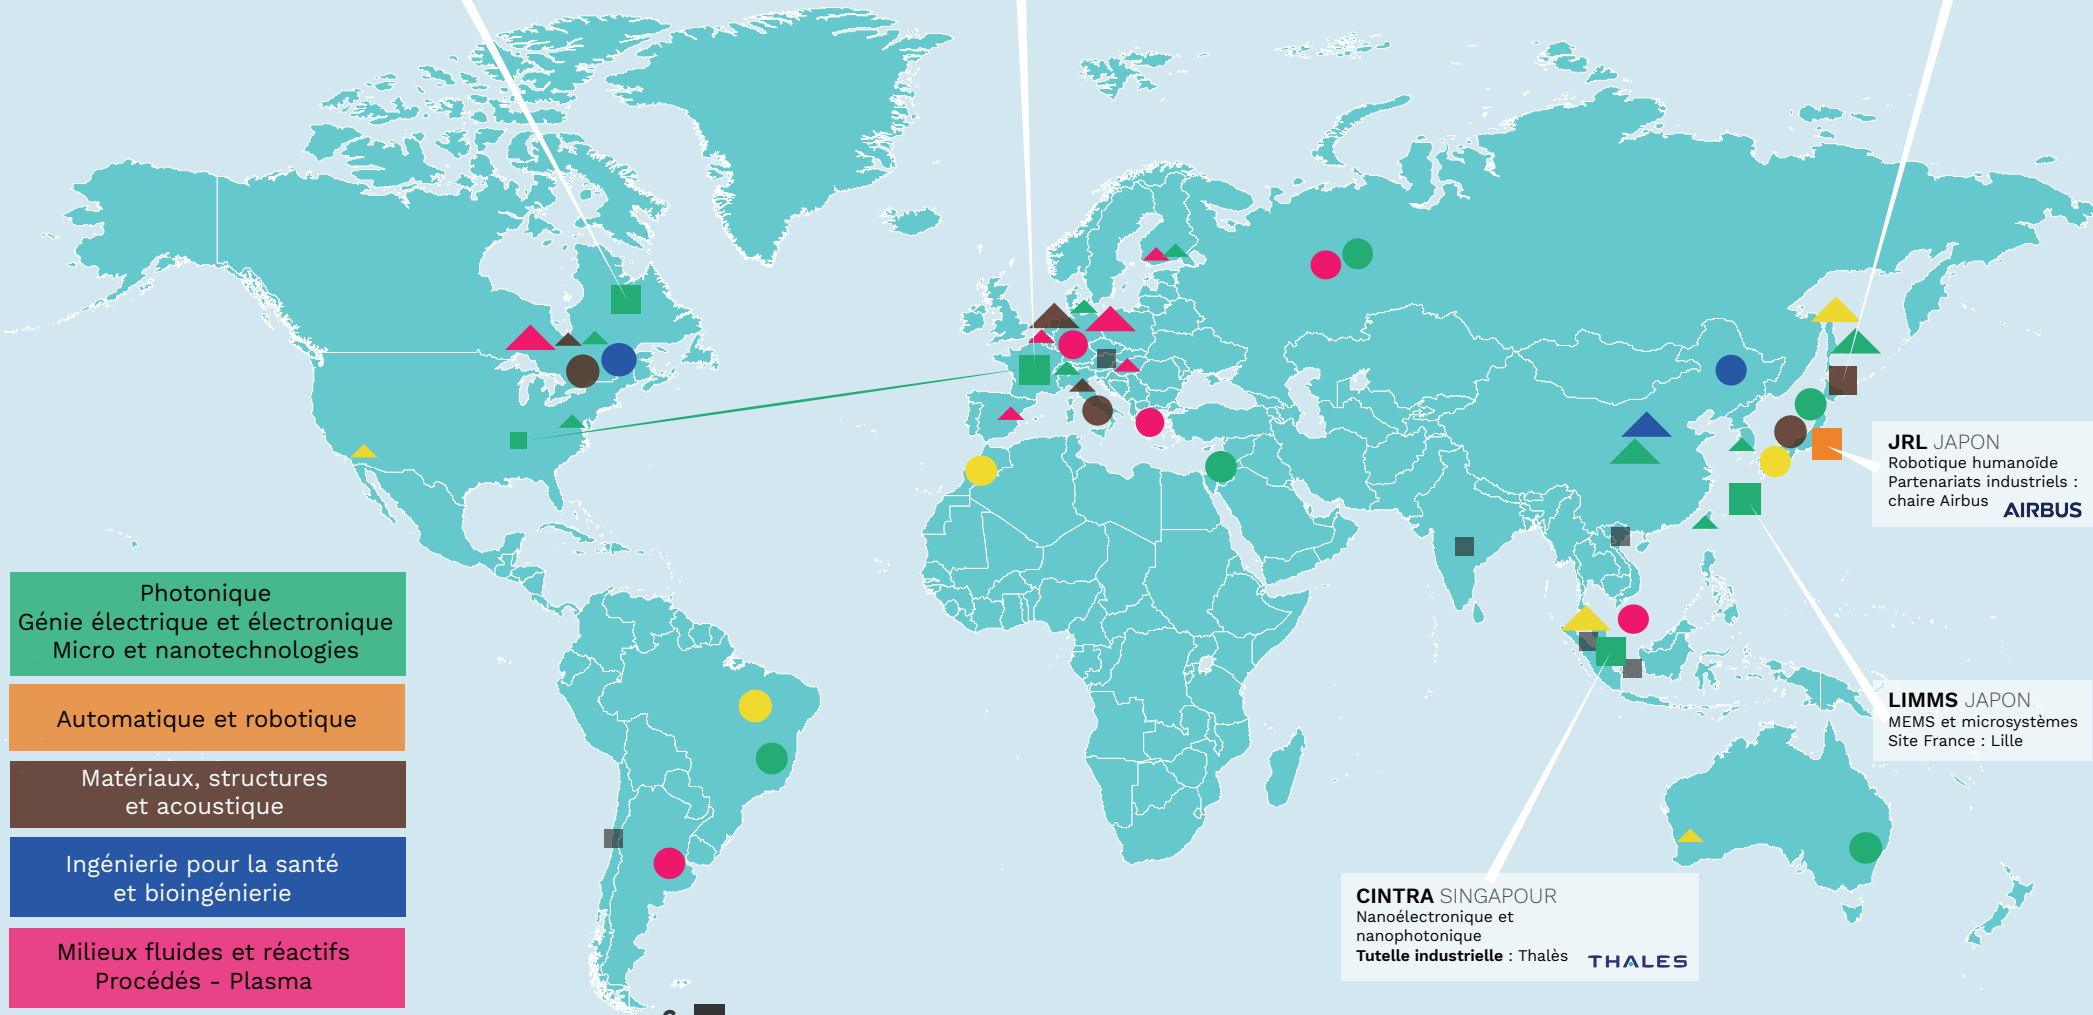 JRL JAPON
Robotique humanoïde
Partenariats industriels :
chaire Airbus
AIRBUS
Photonique
Génie électrique et électronique
Micro et nanotechnologies
Automatique et robotique
Matériaux, structures
et acoustique
Ingénierie pour la santé
et bioingénierie
Milieux fluides et réactifs
Procédés - Plasma
LIMMS JAPON
MEMS et microsystèmes
Site France : Lille
CINTRA SINGAPOUR
Nanoélectronique et
nanophotonique
Tutelle industrielle : Thalès
THALES